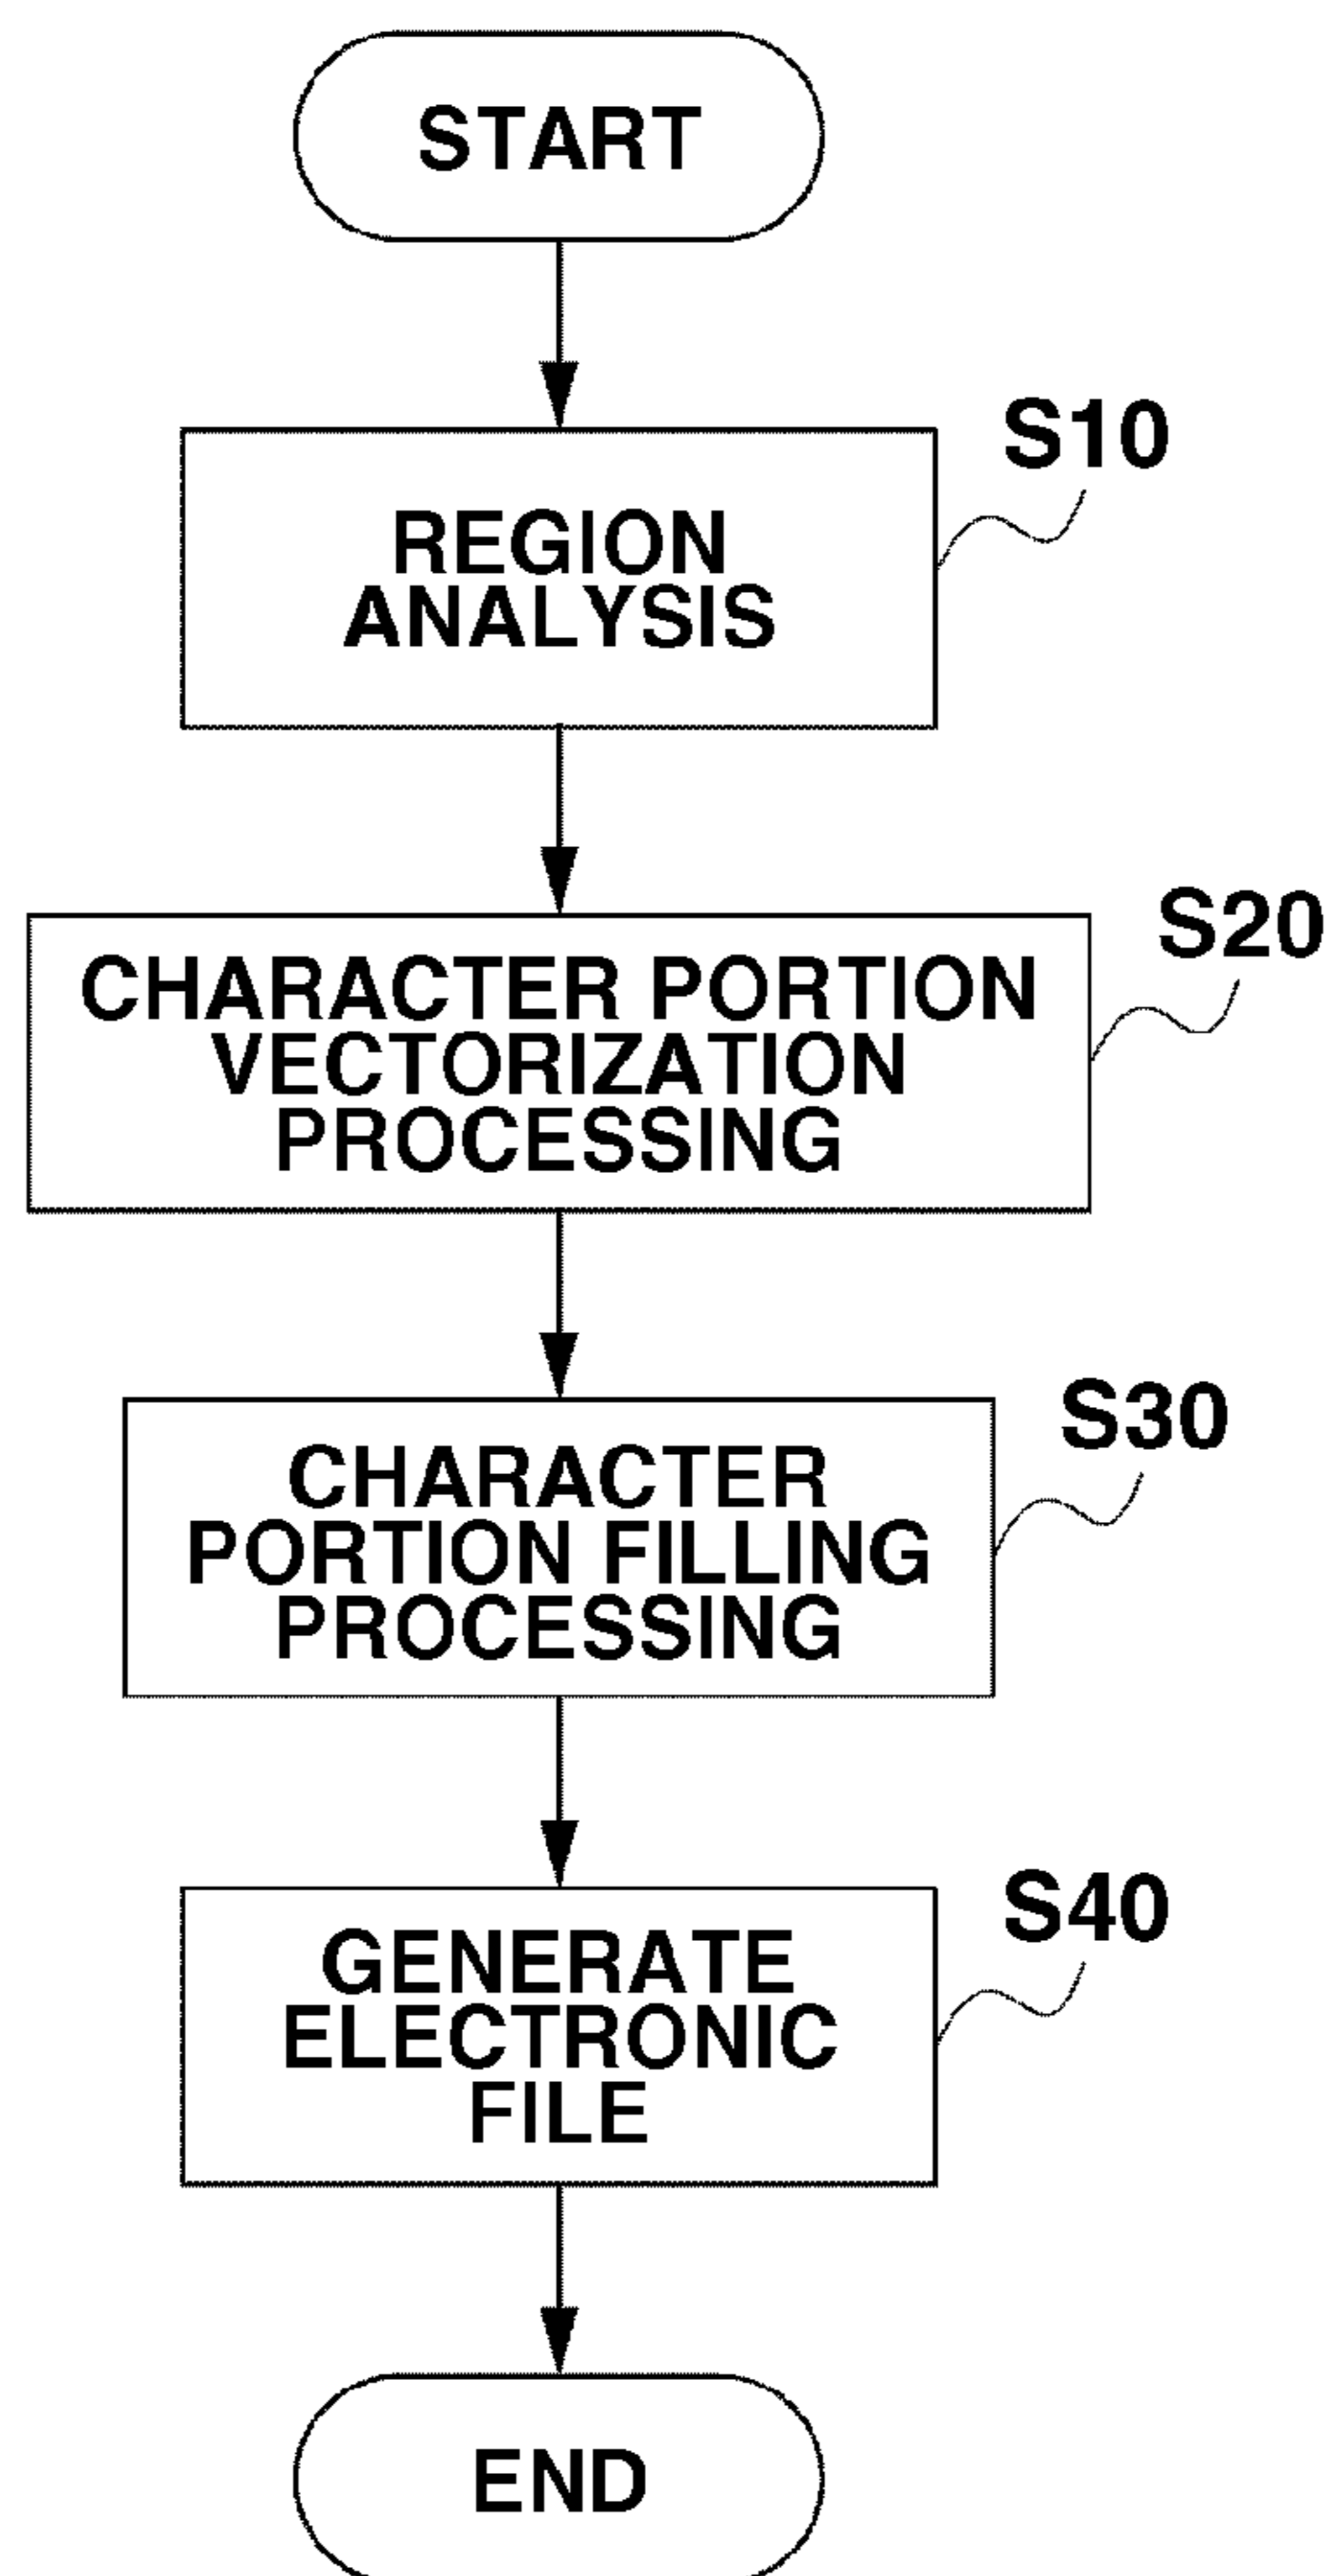 START
S10
REGION
ANALYSIS
S20
CHARACTER PORTION
VECTORIZATION
PROCESSING
S30
CHARACTER
PORTION FILLING
PROCESSING
S40
GENERATE
ELECTRONIC
FILE
END